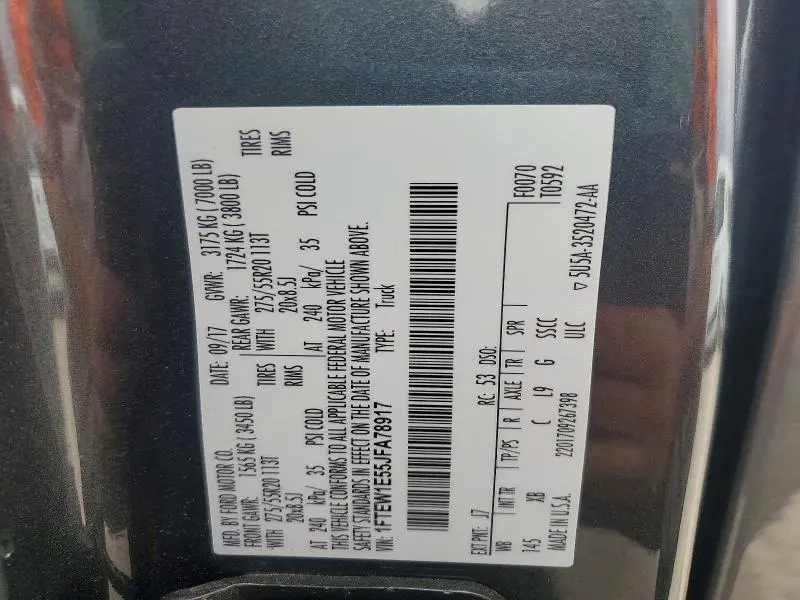 MFG. BY FORD MOTOR CO.
DATE: 09/17 GVWR: 3175 KG ( 7000 LB)
FRONT GAWR: 1565 KG ( 3450 LB) REAR GAWR: 1724 KG ( 3800 LB)
WITH 275/55R20 113T TIRES WITH 275/55R20 113T TIRES
20x8.5J RIMS 20x8.5J RIMS
AT 240 kPa/ 35 PSI COLD AT 240 kPa/ 35 PSI COLD
THIS VEHICLE CONFORMS TO ALL APPLICABLE FEDERAL MOTOR VEHICLE
SAFETY STANDARDS IN EFFECT ON THE DATE OF MANUFACTURE SHOWN ABOVE.
VIN: 1FTEW1E55JFA78917 TYPE: Truck
EXT PNT: J7 RC: 53 DSO: F0070
WB INT TR TP/PS R AXLE TR SPR T0592
145 XB C L9 G SSCC
MADE IN U.S.A. 2201709267398 ULC
▽ 5U5A-3520472-AA